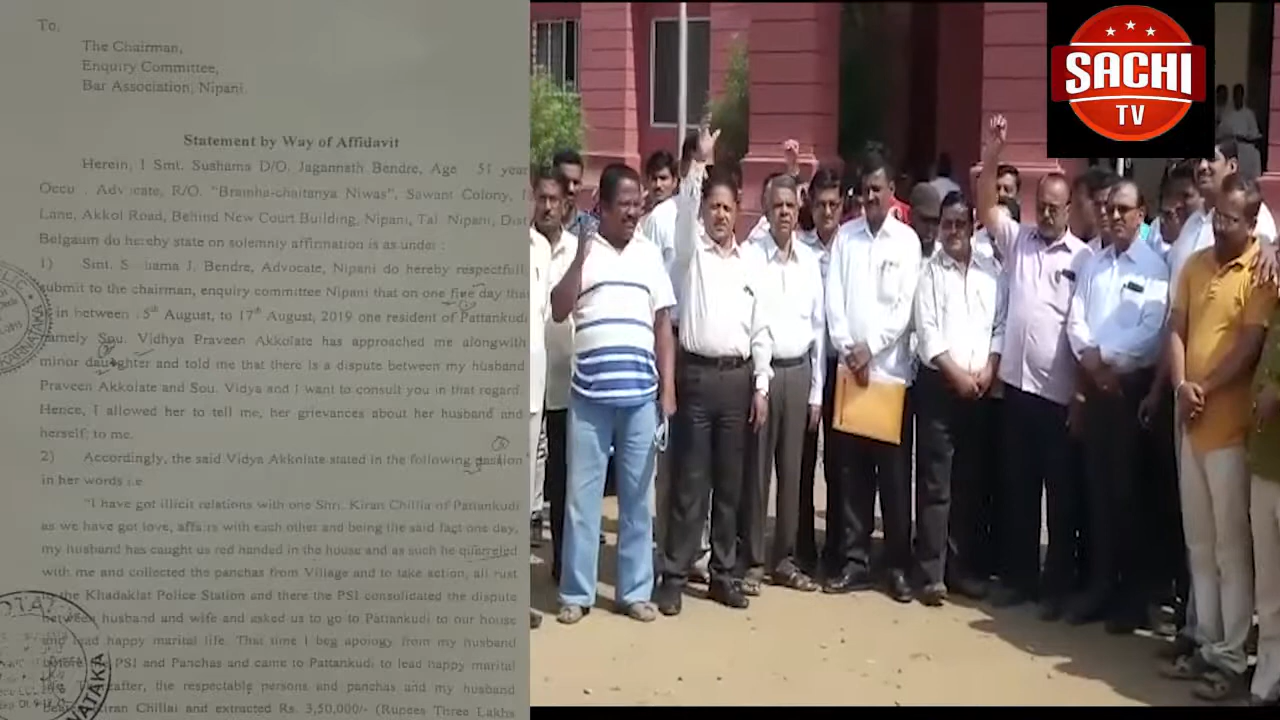 To,
The Chairman,
Enquiry Committee,
Bar Association, Nipani
Statement by Way of Affidavit
Herein, I Smt. Sushama D/O. Jagannath Bendre, Age 51 year
Occu : Advocate, R/O. "Bramha-chaitanya Niwas", Sawant Colony, I
Lane, Akkol Road, Behind New Court Building, Nipani, Tal Nipani, Dist
Belgaum do hereby state on solemnly affirmation is as under :
1) Smt. Sushama J. Bendre, Advocate, Nipani do hereby respectfull
submit to the chairman, enquiry committee Nipani that on one fine day that
in between 5th August, to 17th August, 2019 one resident of Pattankudi
namely Sou. Vidhya Praveen Akkolate has approached me alongwith
minor daughter and told me that there is a dispute between my husband
Praveen Akkolate and Sou. Vidya and I want to consult you in that regard.
Hence, I allowed her to tell me, her grievances about her husband and
herself; to me.
2) Accordingly, the said Vidya Akkolate stated in the following
in her words i.e
"I have got illicit relations with one Shri. Kiran Chillia of Pattankudi
as we have got love, affairs with each other and being the said fact one day,
my husband has caught us red handed in the house and as such he quarreled
with me and collected the panchas from Village and to take action, all rust
the Khadaklat Police Station and there the PSI consolidated the dispute
between husband and wife and asked us to go to Pattankudi to our house
and lead happy marital life. That time I beg apology from my husband
before the PSI and Panchas and came to Pattankudi to lead happy marital
Thereafter, the respectable persons and panchas and my husband
Kiran Chillai and extracted Rs. 3,50,000/- (Rupees Three Lakhs
KARNATAKA
NOTA
SACHI
TV